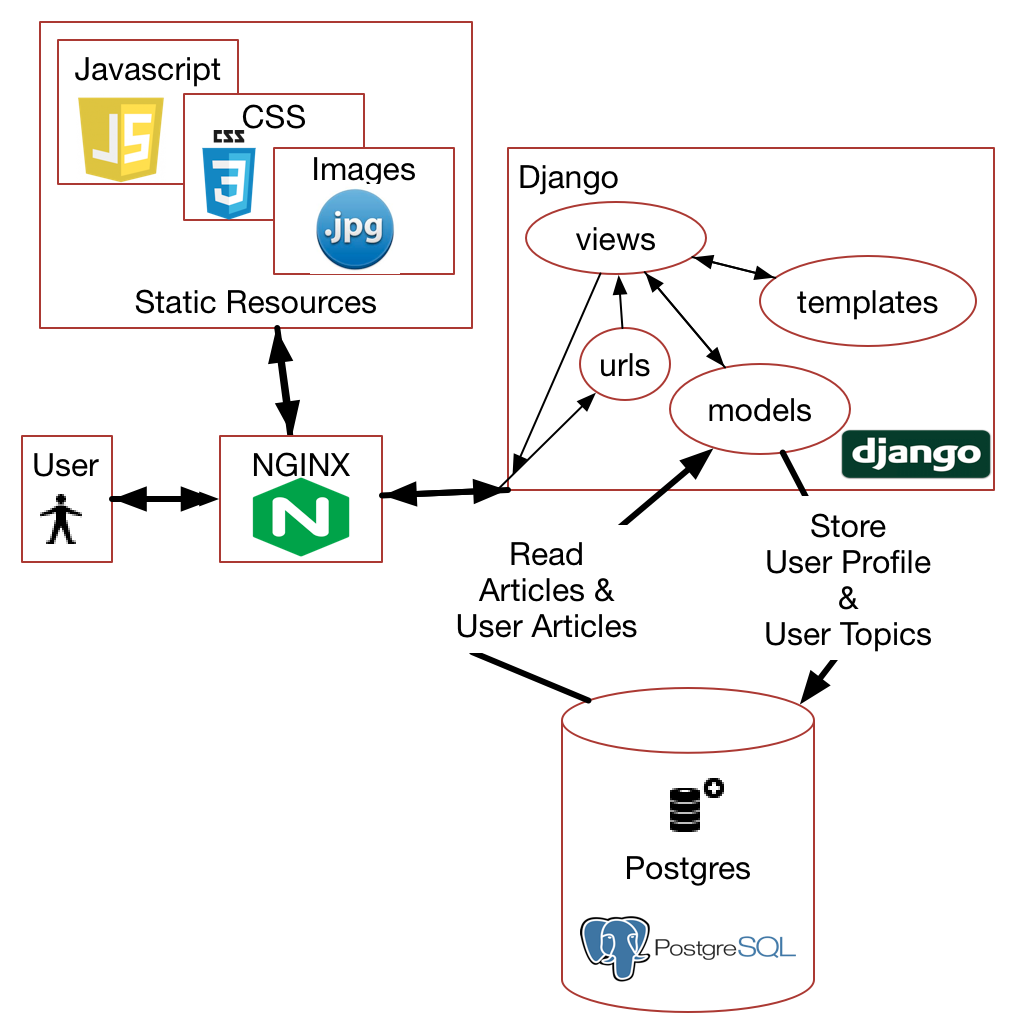 Javascript
JS
CSS
CSS
3
Images
.jpg
Static Resources
Django
views
templates
urls
models
django
User
NGINX
N
Read
Articles &
User Articles
Store
User Profile
&
User Topics
Postgres
PostgreSQL